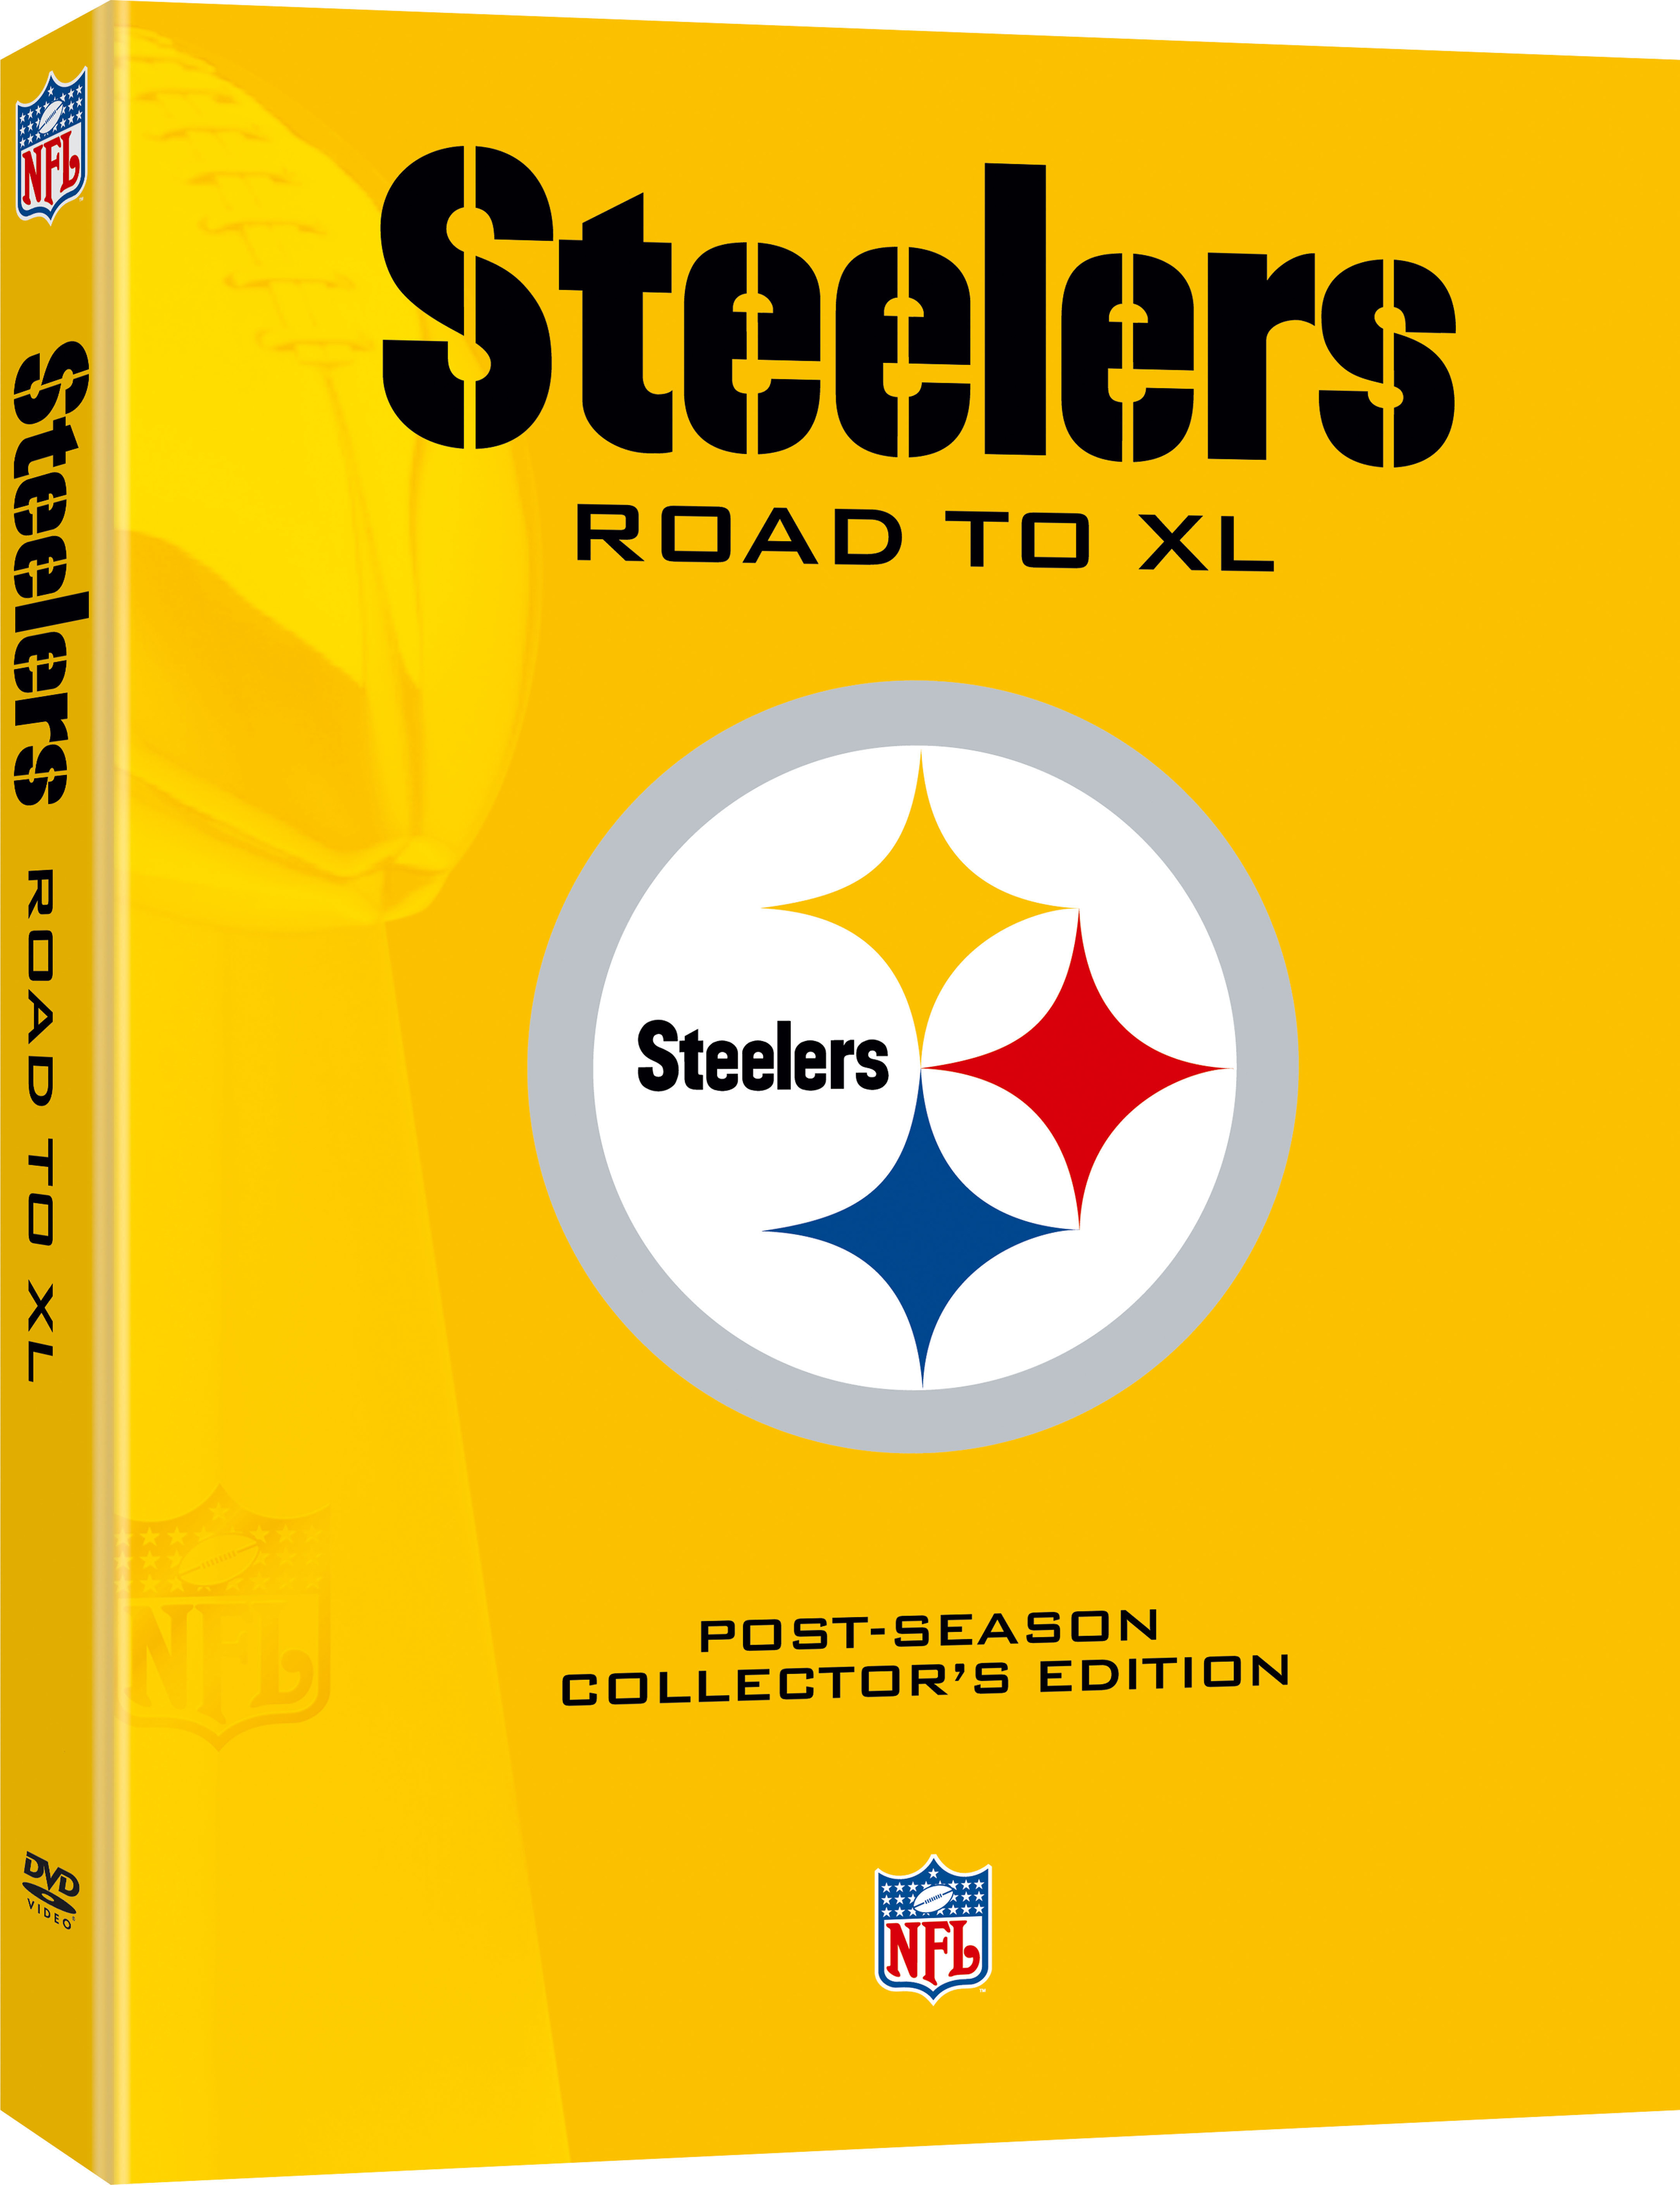 NFL
Steelers ROAD TO XL
DVD
VIDEO
Steelers
ROAD TO XL
Steelers
NFL
POST-SEASON
COLLECTOR'S EDITION
NFL